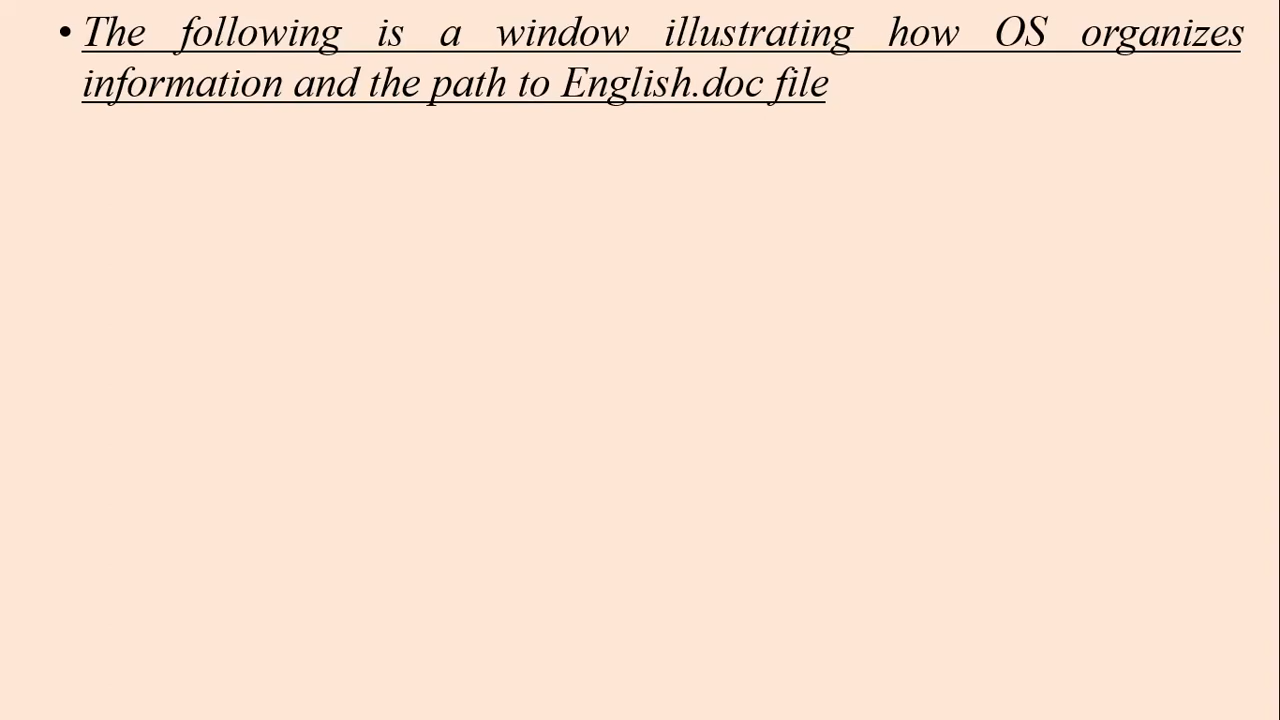 • The following is a window illustrating how OS organizes
information and the path to English.doc file